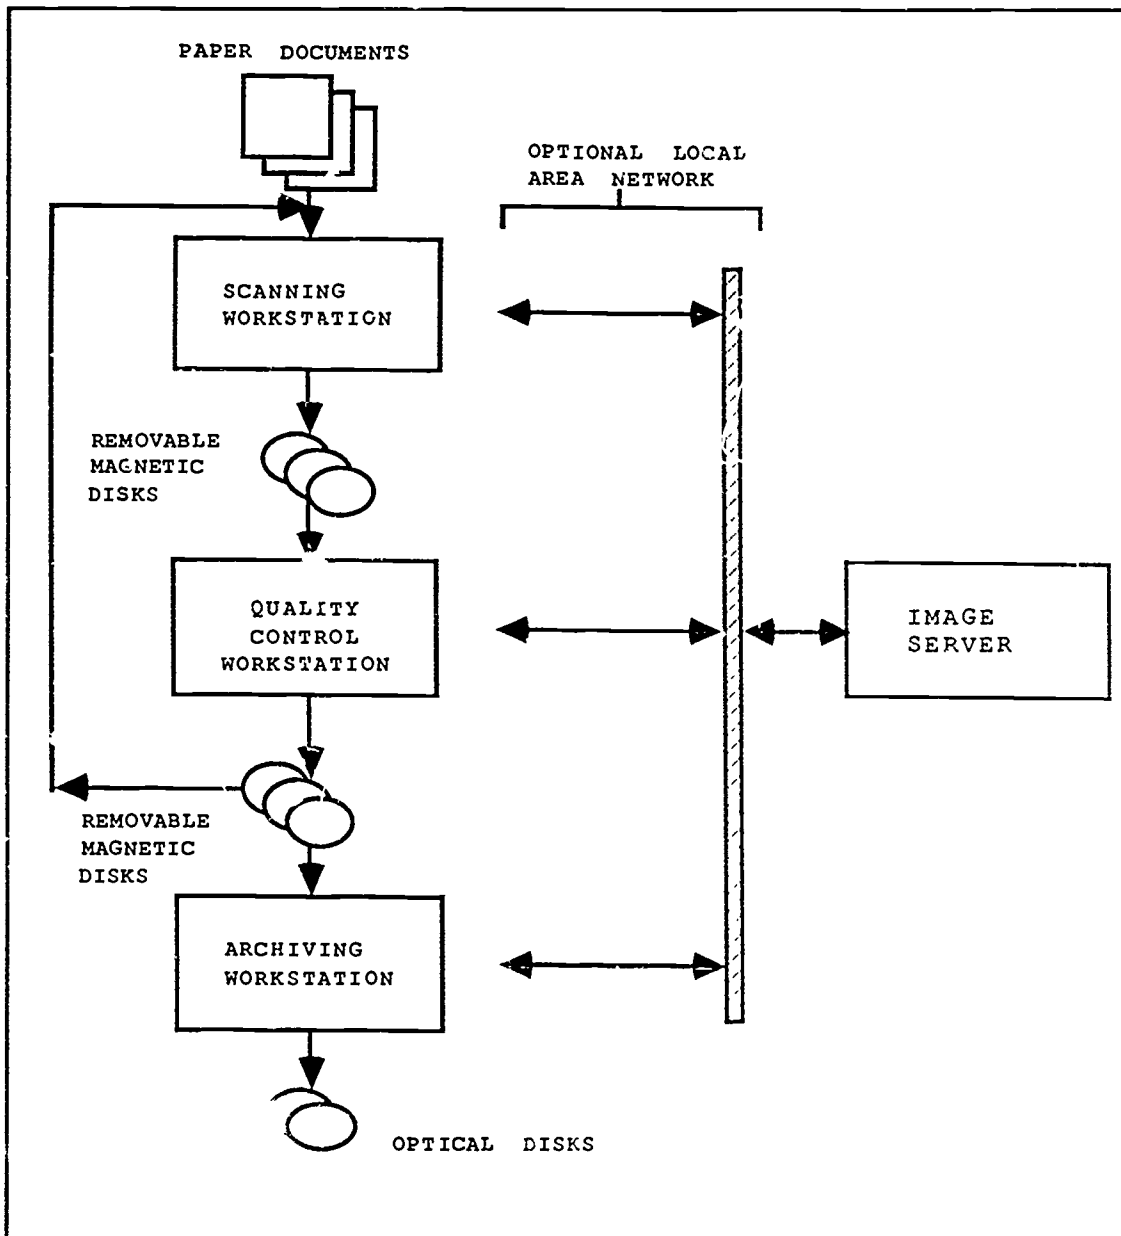 PAPER DOCUMENTS
OPTIONAL LOCAL
AREA NETWORK
SCANNING
WORKSTATION
REMOVABLE
MAGNETIC
DISKS
QUALITY
CONTROL
WORKSTATION
IMAGE
SERVER
REMOVABLE
MAGNETIC
DISKS
ARCHIVING
WORKSTATION
OPTICAL DISKS